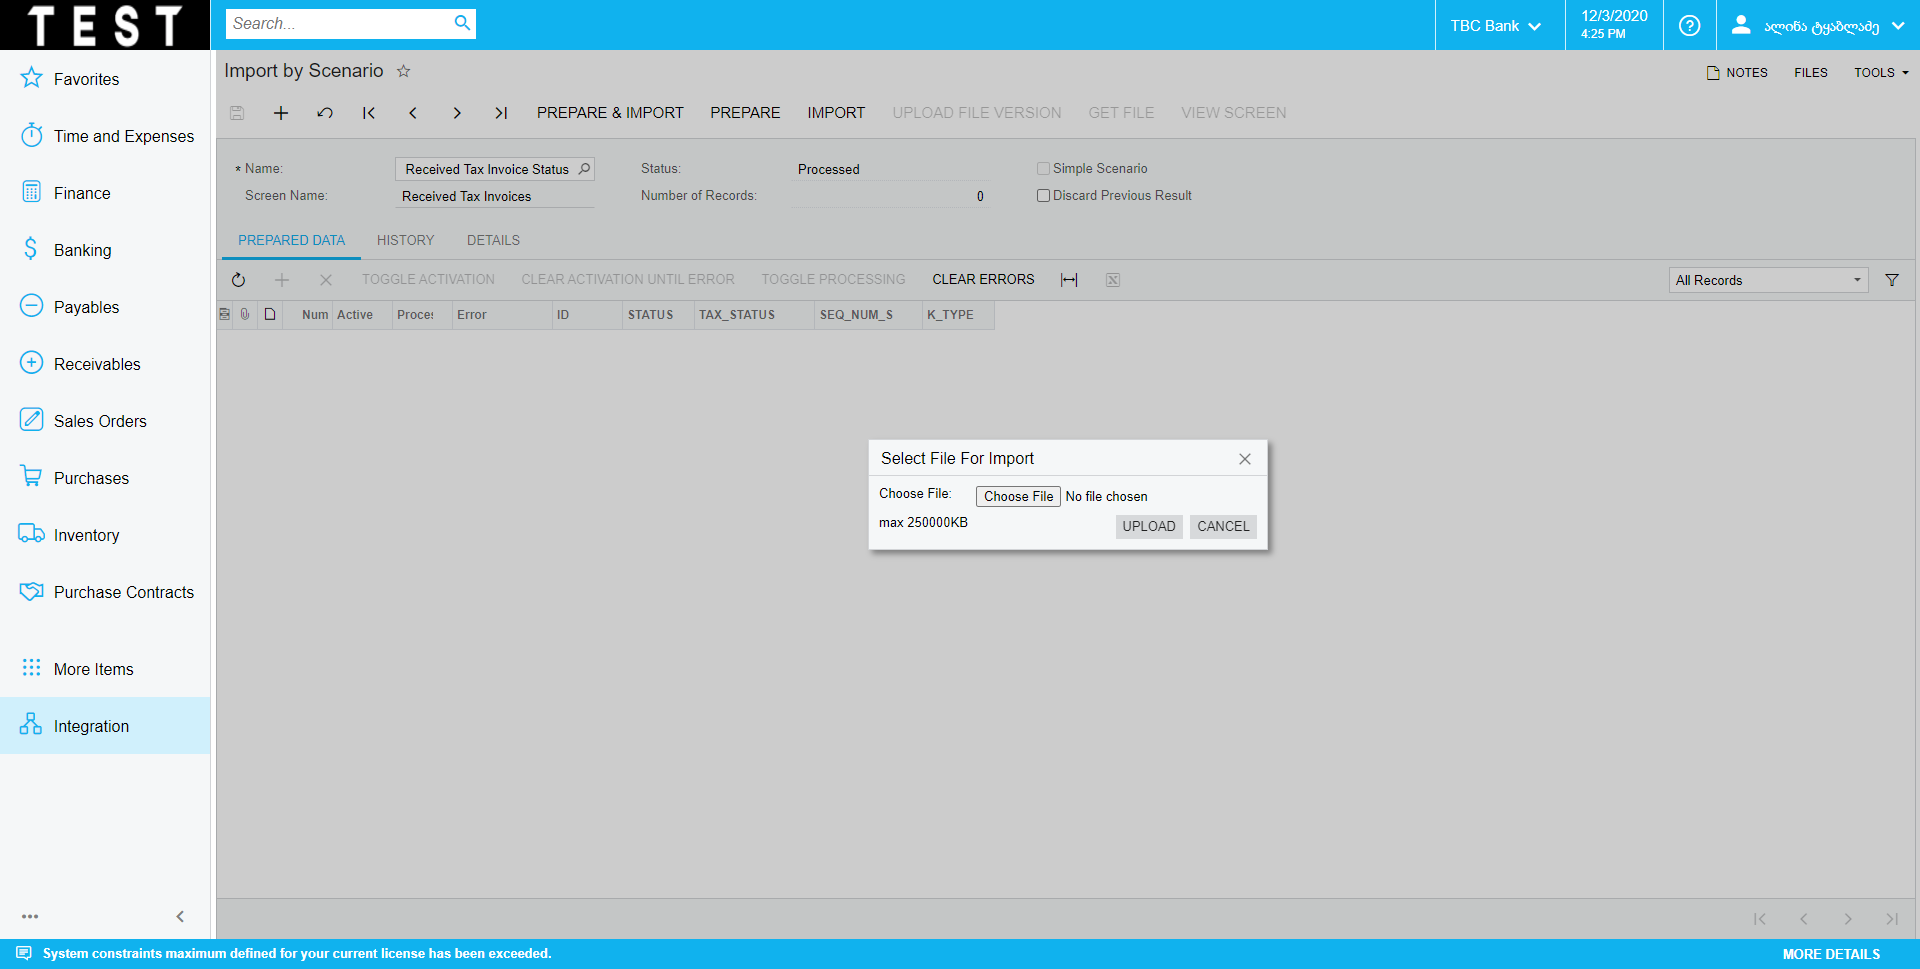 TEST
Search...
TBC Bank
12/3/2020
4:25 PM
ალინა ტყაბლაძე
Favorites
Time and Expenses
Finance
Banking
Payables
Receivables
Sales Orders
Purchases
Inventory
Purchase Contracts
More Items
Integration
Import by Scenario
NOTES FILES TOOLS
PREPARE & IMPORT PREPARE IMPORT UPLOAD FILE VERSION GET FILE VIEW SCREEN
* Name: Received Tax Invoice Status Status: Processed Simple Scenario
Screen Name: Received Tax Invoices Number of Records: 0 Discard Previous Result
PREPARED DATA HISTORY DETAILS
TOGGLE ACTIVATION CLEAR ACTIVATION UNTIL ERROR TOGGLE PROCESSING CLEAR ERRORS All Records
Num Active Proces Error ID STATUS TAX_STATUS SEQ_NUM_S K_TYPE
Select File For Import
Choose File: Choose File No file chosen
max 250000KB UPLOAD CANCEL
System constraints maximum defined for your current license has been exceeded. MORE DETAILS